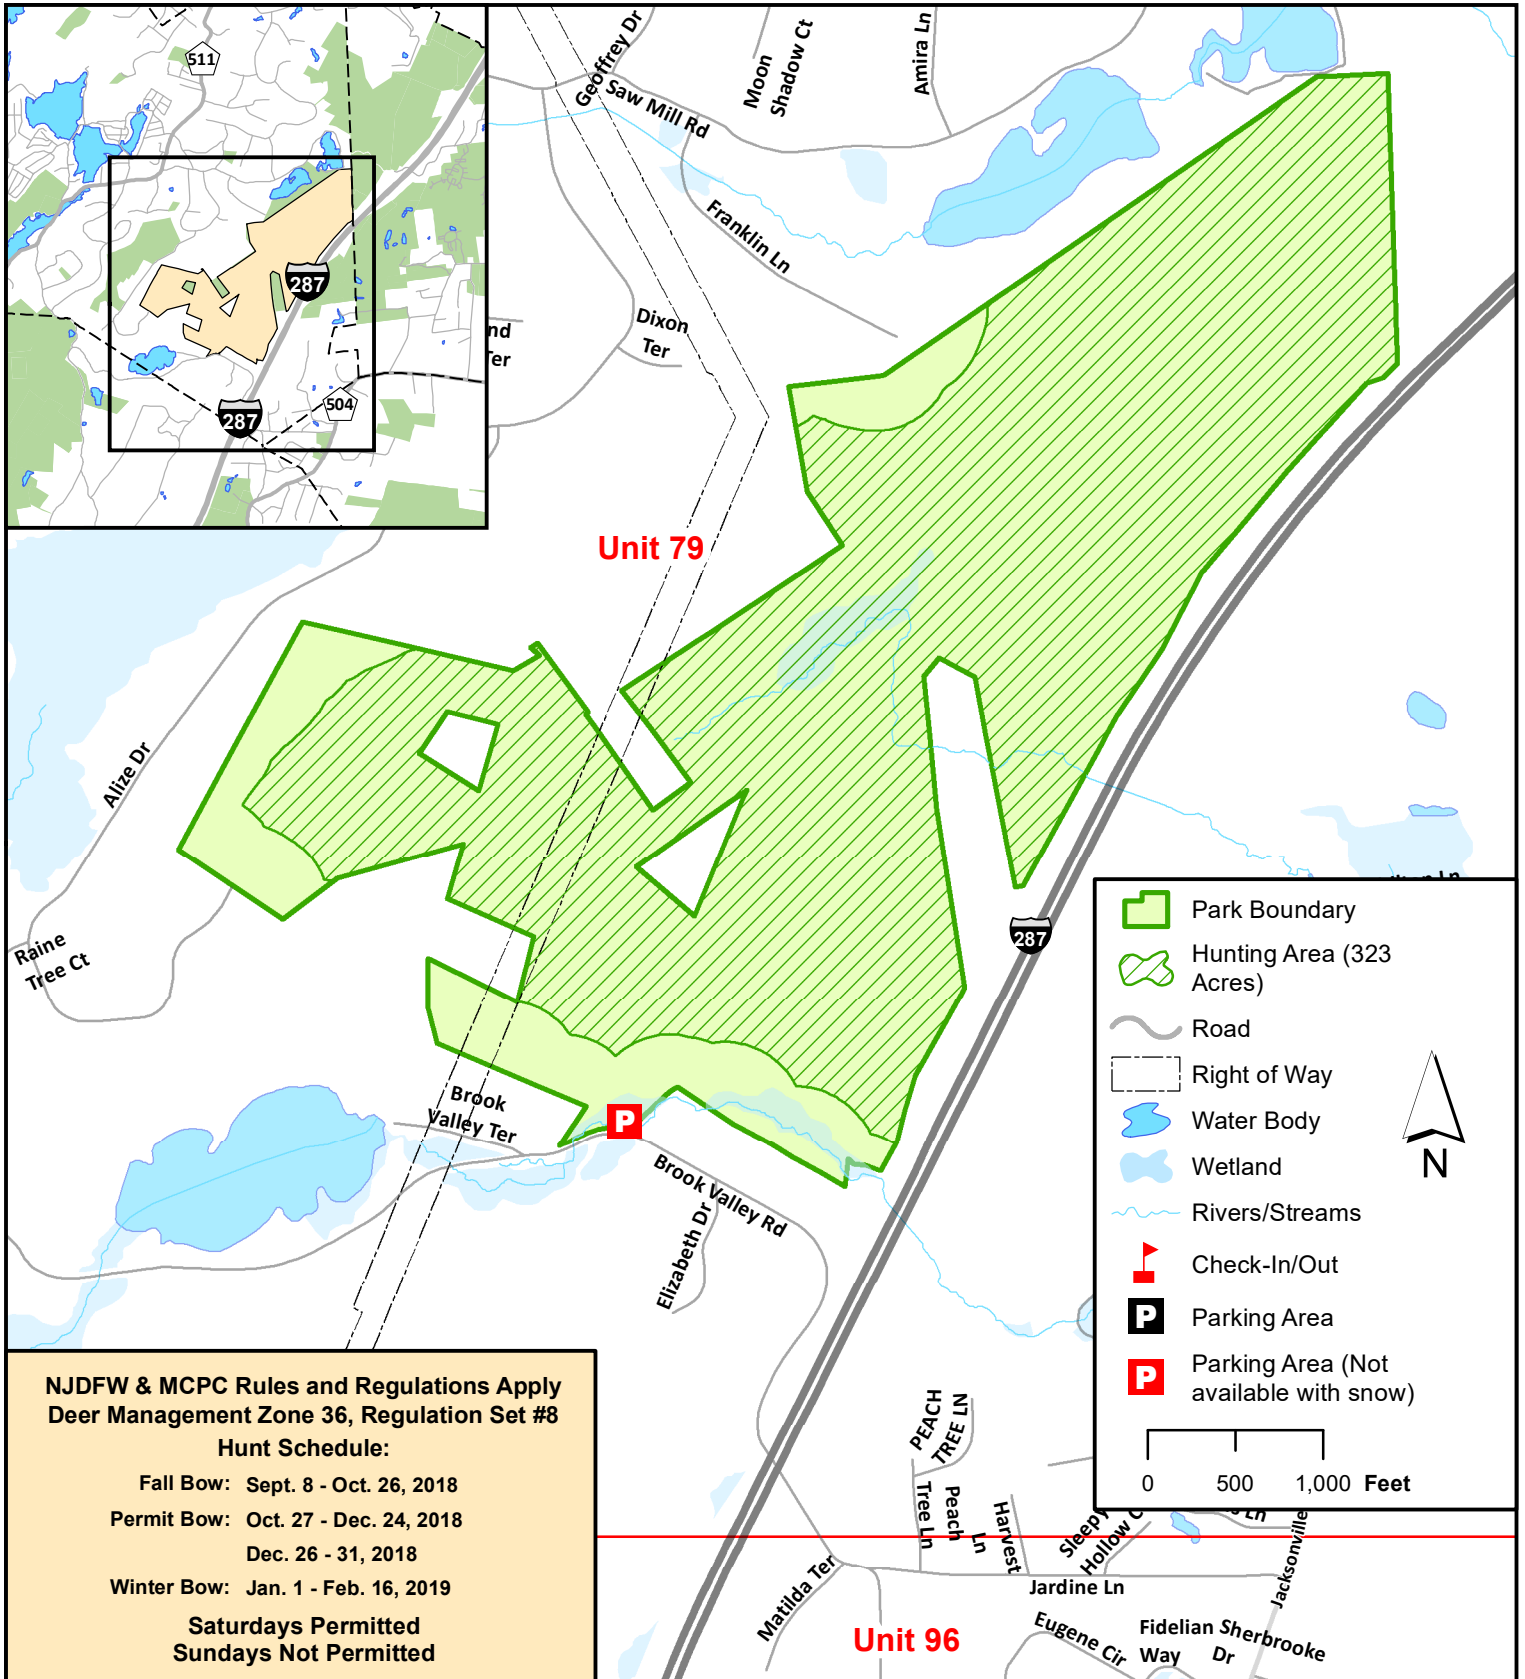 511
287
287
504
Geoffrey Dr
Saw Mill Rd
Moon
Shadow Ct
Amira Ln
Franklin Ln
Dixon
Ter
nd
Ter
Unit 79
Alize Dr
Raine
Tree Ct
287
Brook
Valley Ter
P
Brook Valley Rd
Elizabeth Dr
Park Boundary
Hunting Area (323
Acres)
Road
Right of Way
Water Body
Wetland
Rivers/Streams
Check-In/Out
P Parking Area
P Parking Area (Not
available with snow)
N
0 500 1,000 Feet
NJDFW & MCPC Rules and Regulations Apply
Deer Management Zone 36, Regulation Set #8
Hunt Schedule:
Fall Bow: Sept. 8 - Oct. 26, 2018
Permit Bow: Oct. 27 - Dec. 24, 2018
Dec. 26 - 31, 2018
Winter Bow: Jan. 1 - Feb. 16, 2019
Saturdays Permitted
Sundays Not Permitted
PEACH
TREE LN
Peach
Tree Ln
Harvest
Ln
Sleepy
Hollow C
Ln
Jacksonville
Jardine Ln
Matilda Ter
Unit 96
Eugene Cir
Fidelian
Way
Sherbrooke
Dr